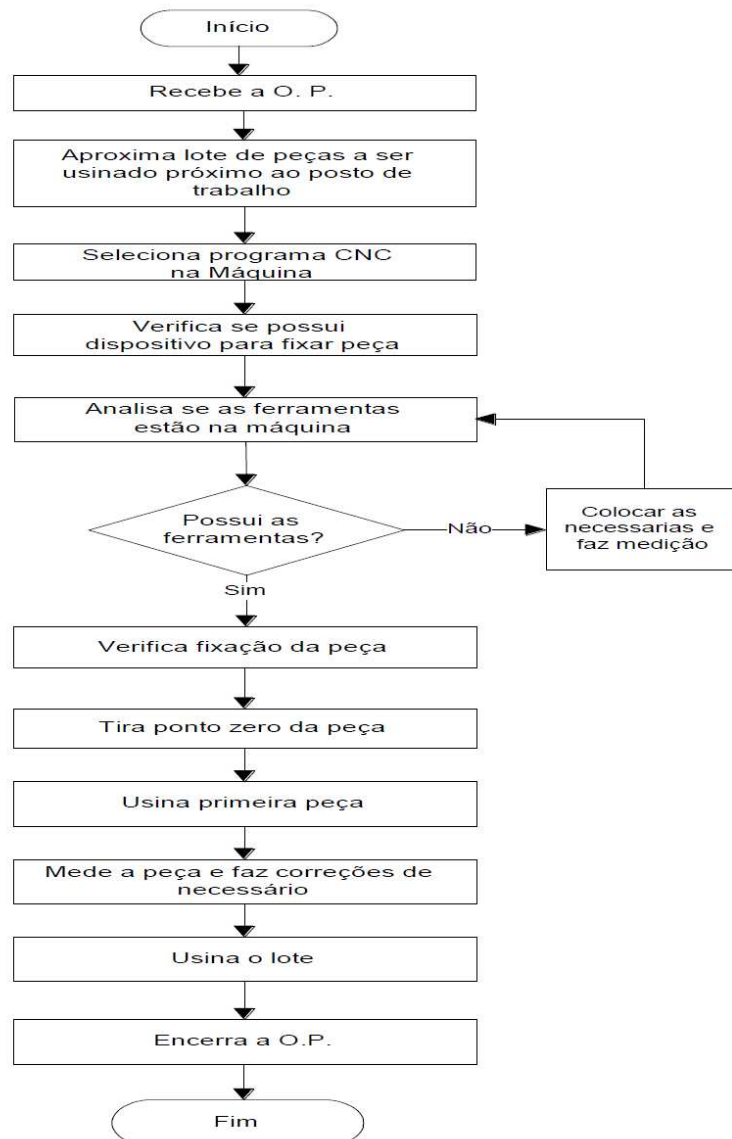 Início
Recebe a O. P.
Aproxima lote de peças a ser
usinado próximo ao posto de
trabalho
Seleciona programa CNC
na Máquina
Verifica se possui
dispositivo para fixar peça
Analisa se as ferramentas
estão na máquina
Possui as
ferramentas?
Não
Colocar as
necessarias e
faz medição
Sim
Verifica fixação da peça
Tira ponto zero da peça
Usina primeira peça
Mede a peça e faz correções de
necessário
Usina o lote
Encerra a O.P.
Fim